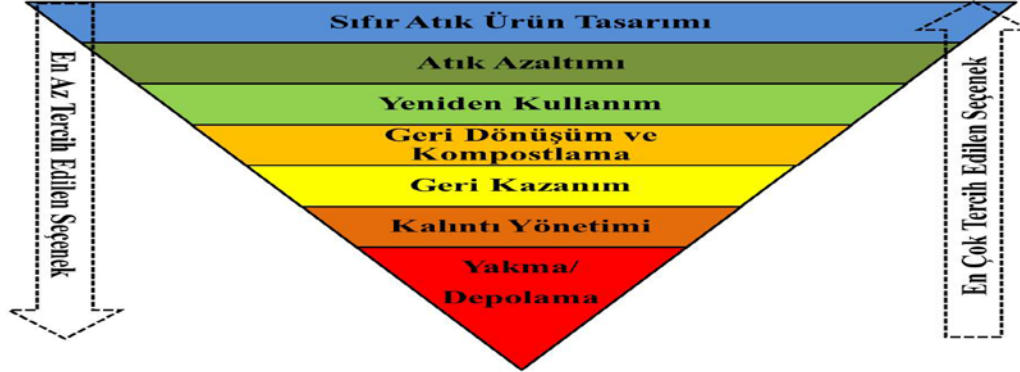 Sıfır Atık Ürün Tasarımı
Atık Azaltımı
Yeniden Kullanım
Geri Dönüşüm ve
Kompostlama
Geri Kazanım
Kalıntı Yönetimi
Yakma/
Depolama
En Az Tercih Edilen Seçenek
En Çok Tercih Edilen Seçenek